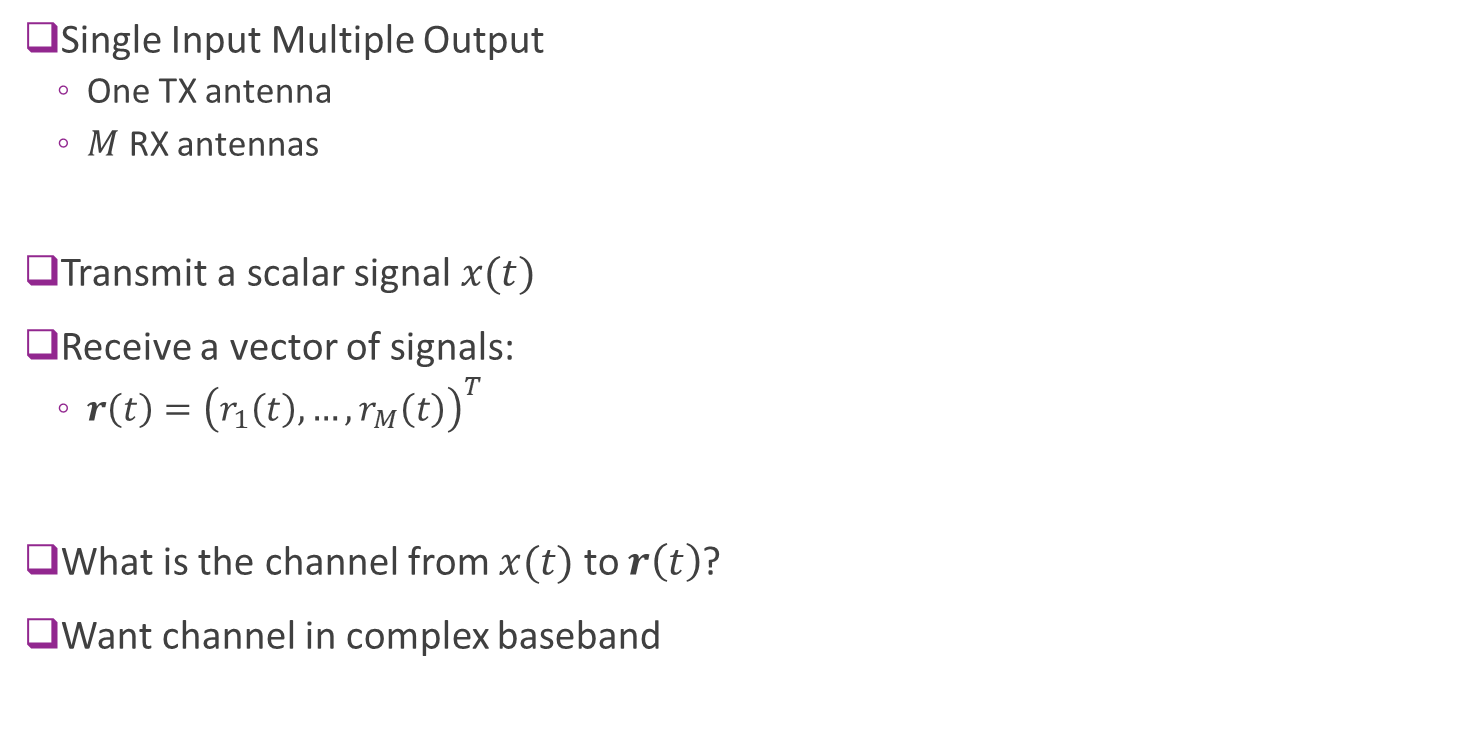 ❑Single Input Multiple Output
◦ One TX antenna
◦ M RX antennas
❑Transmit a scalar signal x(t)
❑Receive a vector of signals:
◦ r(t) = (r₁(t), … , r_M(t))ᵀ
❑What is the channel from x(t) to r(t)?
❑Want channel in complex baseband